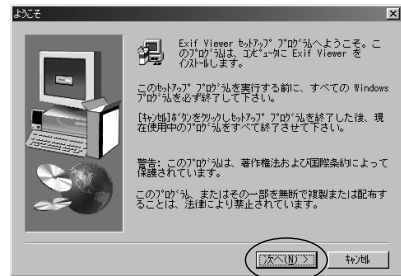 ようこそ
Exif Viewer ｾｯﾄｱｯﾌﾟ ﾌﾟﾛｸﾞﾗﾑへようこそ。こ
のﾌﾟﾛｸﾞﾗﾑは、ｺﾝﾋﾟｭｰﾀに Exif Viewer を
ｲﾝｽﾄｰﾙします。
このｾｯﾄｱｯﾌﾟ ﾌﾟﾛｸﾞﾗﾑを実行する前に、すべての Windows
ﾌﾟﾛｸﾞﾗﾑを必ず終了して下さい。
[ｷｬﾝｾﾙ]ﾎﾞﾀﾝをｸﾘｯｸしｾｯﾄｱｯﾌﾟ ﾌﾟﾛｸﾞﾗﾑを終了した後、現
在使用中のﾌﾟﾛｸﾞﾗﾑをすべて終了させて下さい。
警告: このﾌﾟﾛｸﾞﾗﾑは、著作権法および国際条約によって
保護されています。
このﾌﾟﾛｸﾞﾗﾑ、またはその一部を無断で複製または配布す
ることは、法律により禁止されています。
次へ(N) >
ｷｬﾝｾﾙ